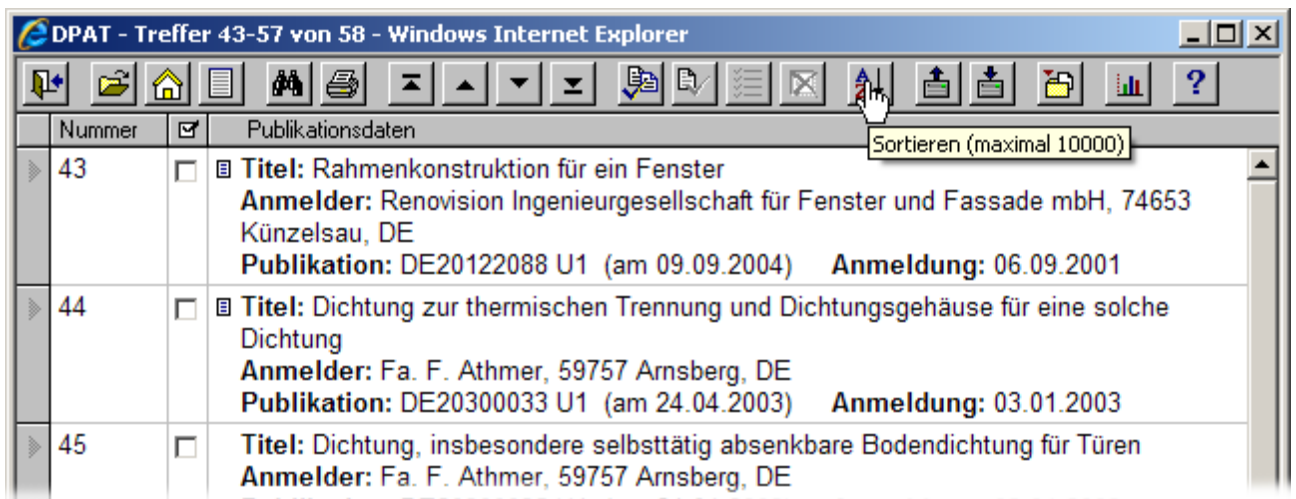 DPAT - Treffer 43-57 von 58 - Windows Internet Explorer
Nummer Publikationsdaten
Sortieren (maximal 10000)
43 Titel: Rahmenkonstruktion für ein Fenster
Anmelder: Renovision Ingenieurgesellschaft für Fenster und Fassade mbH, 74653
Künzelsau, DE
Publikation: DE20122088 U1 (am 09.09.2004) Anmeldung: 06.09.2001
44 Titel: Dichtung zur thermischen Trennung und Dichtungsgehäuse für eine solche
Dichtung
Anmelder: Fa. F. Athmer, 59757 Arnsberg, DE
Publikation: DE20300033 U1 (am 24.04.2003) Anmeldung: 03.01.2003
45 Titel: Dichtung, insbesondere selbsttätig absenkbare Bodendichtung für Türen
Anmelder: Fa. F. Athmer, 59757 Arnsberg, DE